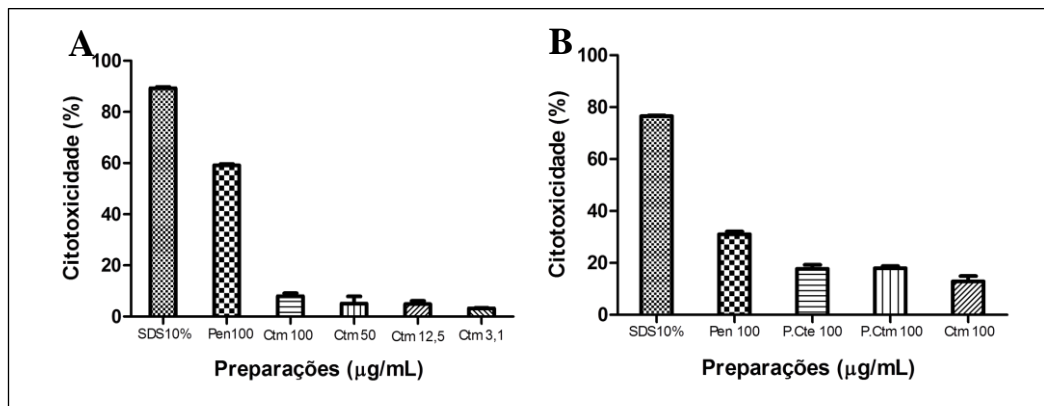 A
Citotoxicidade (%)
100
80
60
40
20
0
SDS10% Pen100 Ctm 100 Ctm 50 Ctm 12,5 Ctm 3,1
Preparações (µg/mL)
B
Citotoxicidade (%)
100
80
60
40
20
0
SDS10% Pen 100 P.Cte 100 P.Ctm 100 Ctm 100
Preparações (µg/mL)